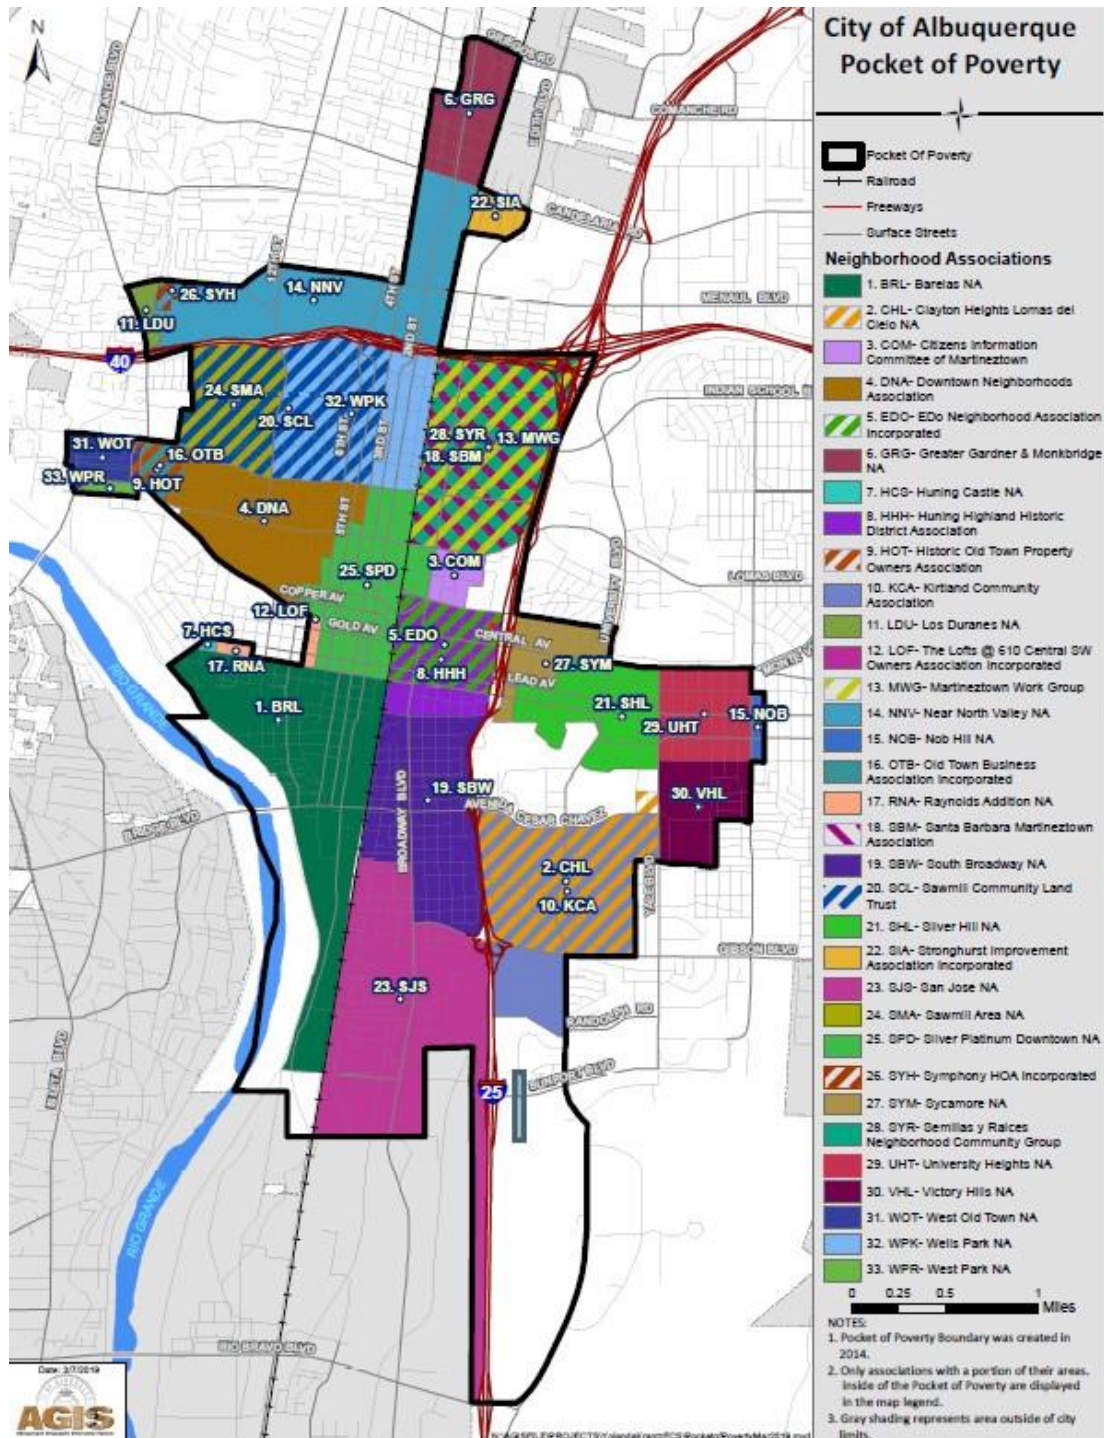 N
City of Albuquerque
Pocket of Poverty
Pocket Of Poverty
Railroad
Freeways
Surface Streets
Neighborhood Associations
1. BRL- Barelas NA
2. CHL- Clayton Heights Lomas del
Cielo NA
3. COM- Citizens Information
Committee of Martineztown
4. DNA- Downtown Neighborhoods
Association
5. EDO- EDo Neighborhood Association
Incorporated
6. GRG- Greater Gardner & Monkbridge
NA
7. HCS- Huning Castle NA
8. HHH- Huning Highland Historic
District Association
9. HOT- Historic Old Town Property
Owners Association
10. KCA- Kirtland Community
Association
11. LDU- Los Duranes NA
12. LOF- The Lofts @ 610 Central SW
Owners Association Incorporated
13. MWG- Martineztown Work Group
14. NNV- Near North Valley NA
15. NOB- Nob Hill NA
16. OTB- Old Town Business
Association Incorporated
17. RNA- Raynolds Addition NA
18. SBM- Santa Barbara Martineztown
Association
19. SBW- South Broadway NA
20. SCL- Sawmill Community Land
Trust
21. SHL- Silver Hill NA
22. SIA- Stronghurst Improvement
Association Incorporated
23. SJS- San Jose NA
24. SMA- Sawmill Area NA
25. SPD- Silver Platinum Downtown NA
26. SYH- Symphony HOA Incorporated
27. SYM- Sycamore NA
28. SYR- Semillas y Raices
Neighborhood Community Group
29. UHT- University Heights NA
30. VHL- Victory Hills NA
31. WOT- West Old Town NA
32. WPK- Wells Park NA
33. WPR- West Park NA
0 0.25 0.5 1
Miles
NOTES:
1. Pocket of Poverty Boundary was created in
2014.
2. Only associations with a portion of their areas.
inside of the Pocket of Poverty are displayed
in the map legend.
3. Gray shading represents area outside of city
limits.
GRIEGOS RD
RIO GRANDE BLVD
EDITH BLVD
COMANCHE RD
6. GRG
22. SIA
CANDELARIA RD
12TH ST
4TH ST
26. SYH
14. NNV
MENAUL BLVD
11. LDU
2ND ST
40
24. SMA
32. WPK
INDIAN SCHOOL
20. SCL
6TH ST
3RD ST
28. SYR
13. MWG
18. SBM
31. WOT
16. OTB
33. WPR
9. HOT
4. DNA
5TH ST
3. COM
UNIVERSITY BLVD
LOMAS BLVD
25. SPD
COPPER AV
12. LOF
GOLD AV
7. HCS
5. EDO
CENTRAL AV
17. RNA
27. SYM
8. HHH
LEAD AV
RIO GRANDE
1. BRL
21. SHL
29. UHT
15. NOB
19. SBW
30. VHL
BROADWAY BLVD
AVENIDA CESAR CHAVEZ
BRIDGE BLVD
2. CHL
10. KCA
YALE BLVD
GIBSON BLVD
23. SJS
RANDOLPH RD
ISLETA BLVD
SUNPORT BLVD
25
RIO GRANDE
RIO BRAVO BLVD
Date: 3/7/2019
AGIS